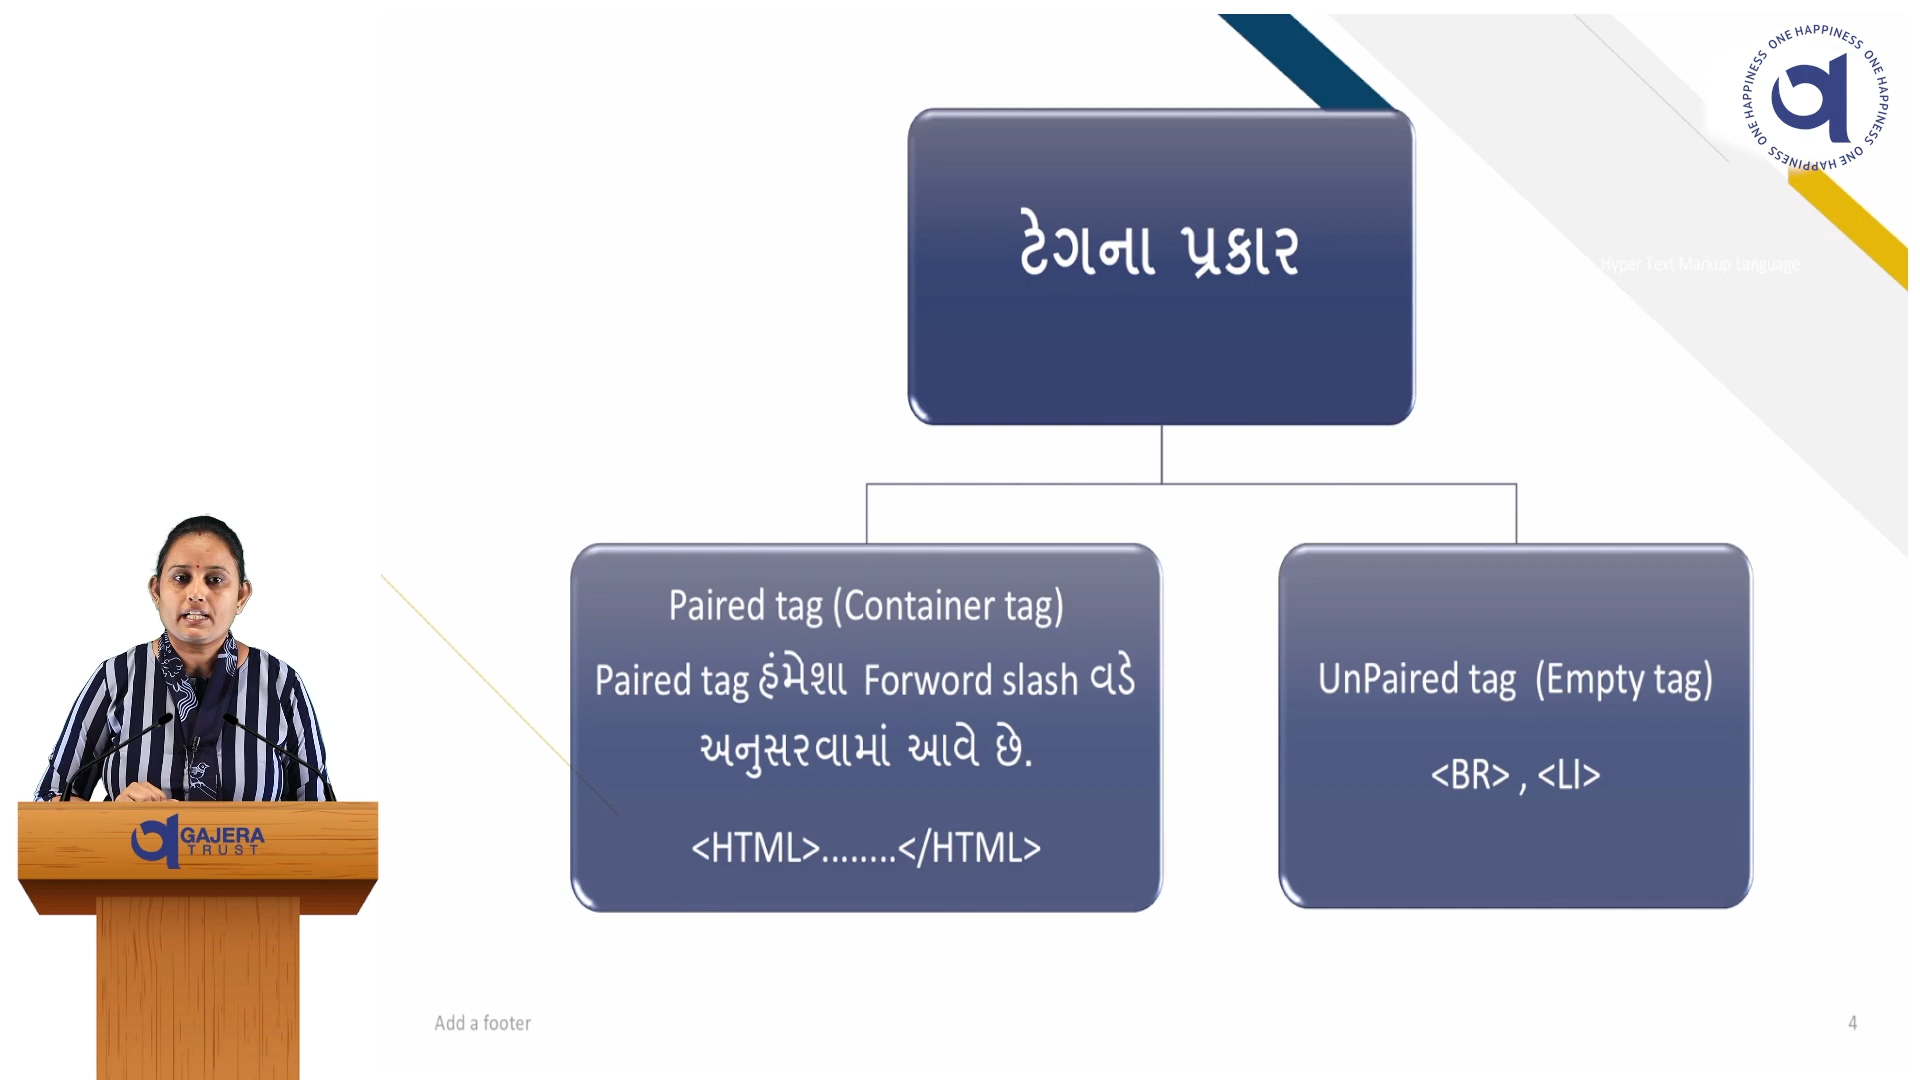 ONE HAPPINESS ONE HAPPINESS ONE HAPPINESS ONE HAPPINESS
ટેગના પ્રકાર
Hyper Text Markup Language
Paired tag (Container tag)
Paired tag હંમેશા Forword slash વડે
અનુસરવામાં આવે છે.
<HTML>........</HTML>
UnPaired tag (Empty tag)
<BR> , <LI>
GAJERA
TRUST
Add a footer
4